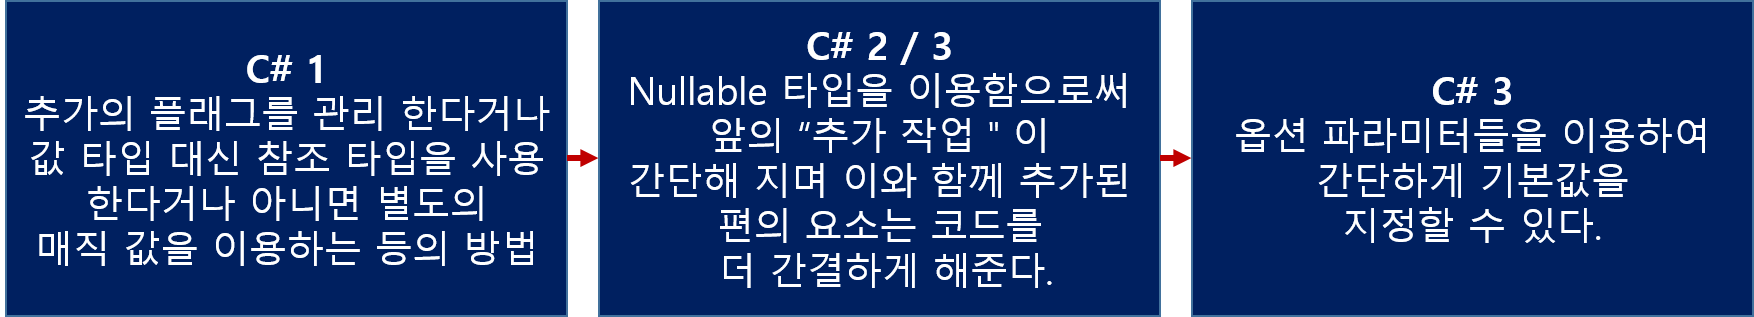 C# 1
추가의 플래그를 관리 한다거나
값 타입 대신 참조 타입을 사용
한다거나 아니면 별도의
매직 값을 이용하는 등의 방법
C# 2 / 3
Nullable 타입을 이용함으로써
앞의 “추가 작업 " 이
간단해 지며 이와 함께 추가된
편의 요소는 코드를
더 간결하게 해준다.
C# 3
옵션 파라미터들을 이용하여
간단하게 기본값을
지정할 수 있다.